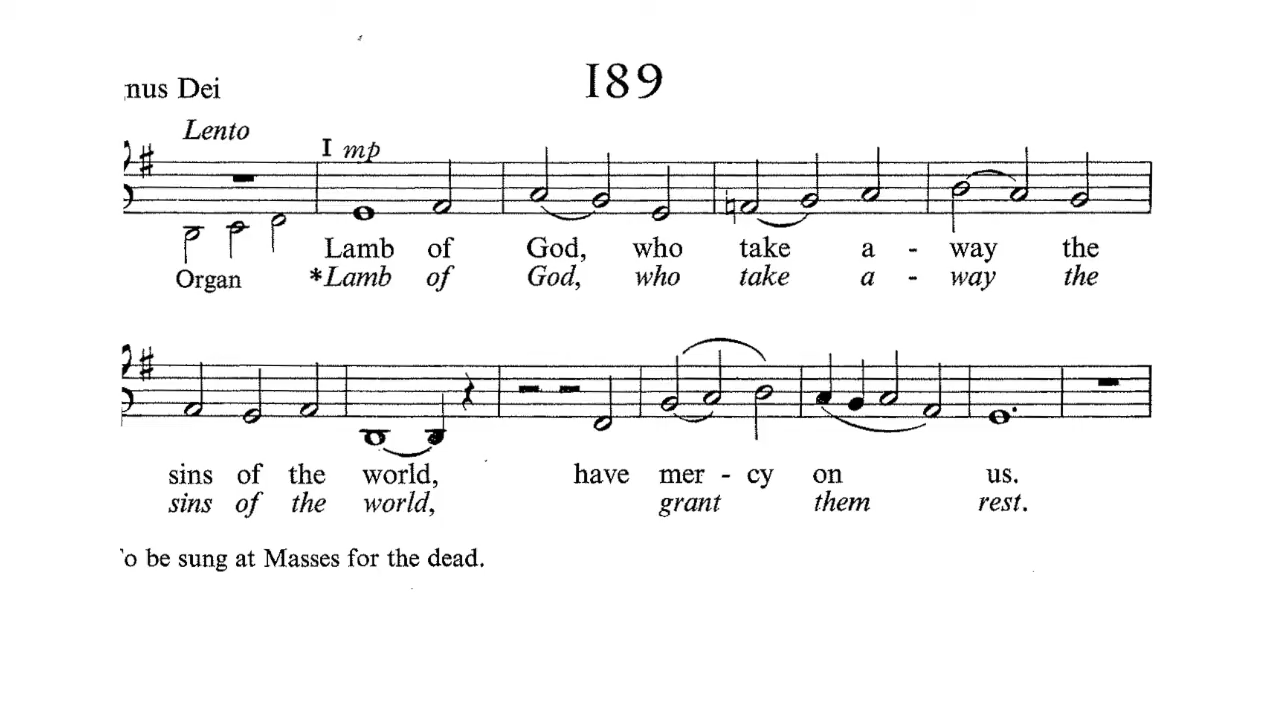 nus Dei
189
Lento
I mp
Lamb of God, who take a - way the
Organ *Lamb of God, who take a - way the
sins of the world, have mer - cy on us.
sins of the world, grant them rest.
o be sung at Masses for the dead.